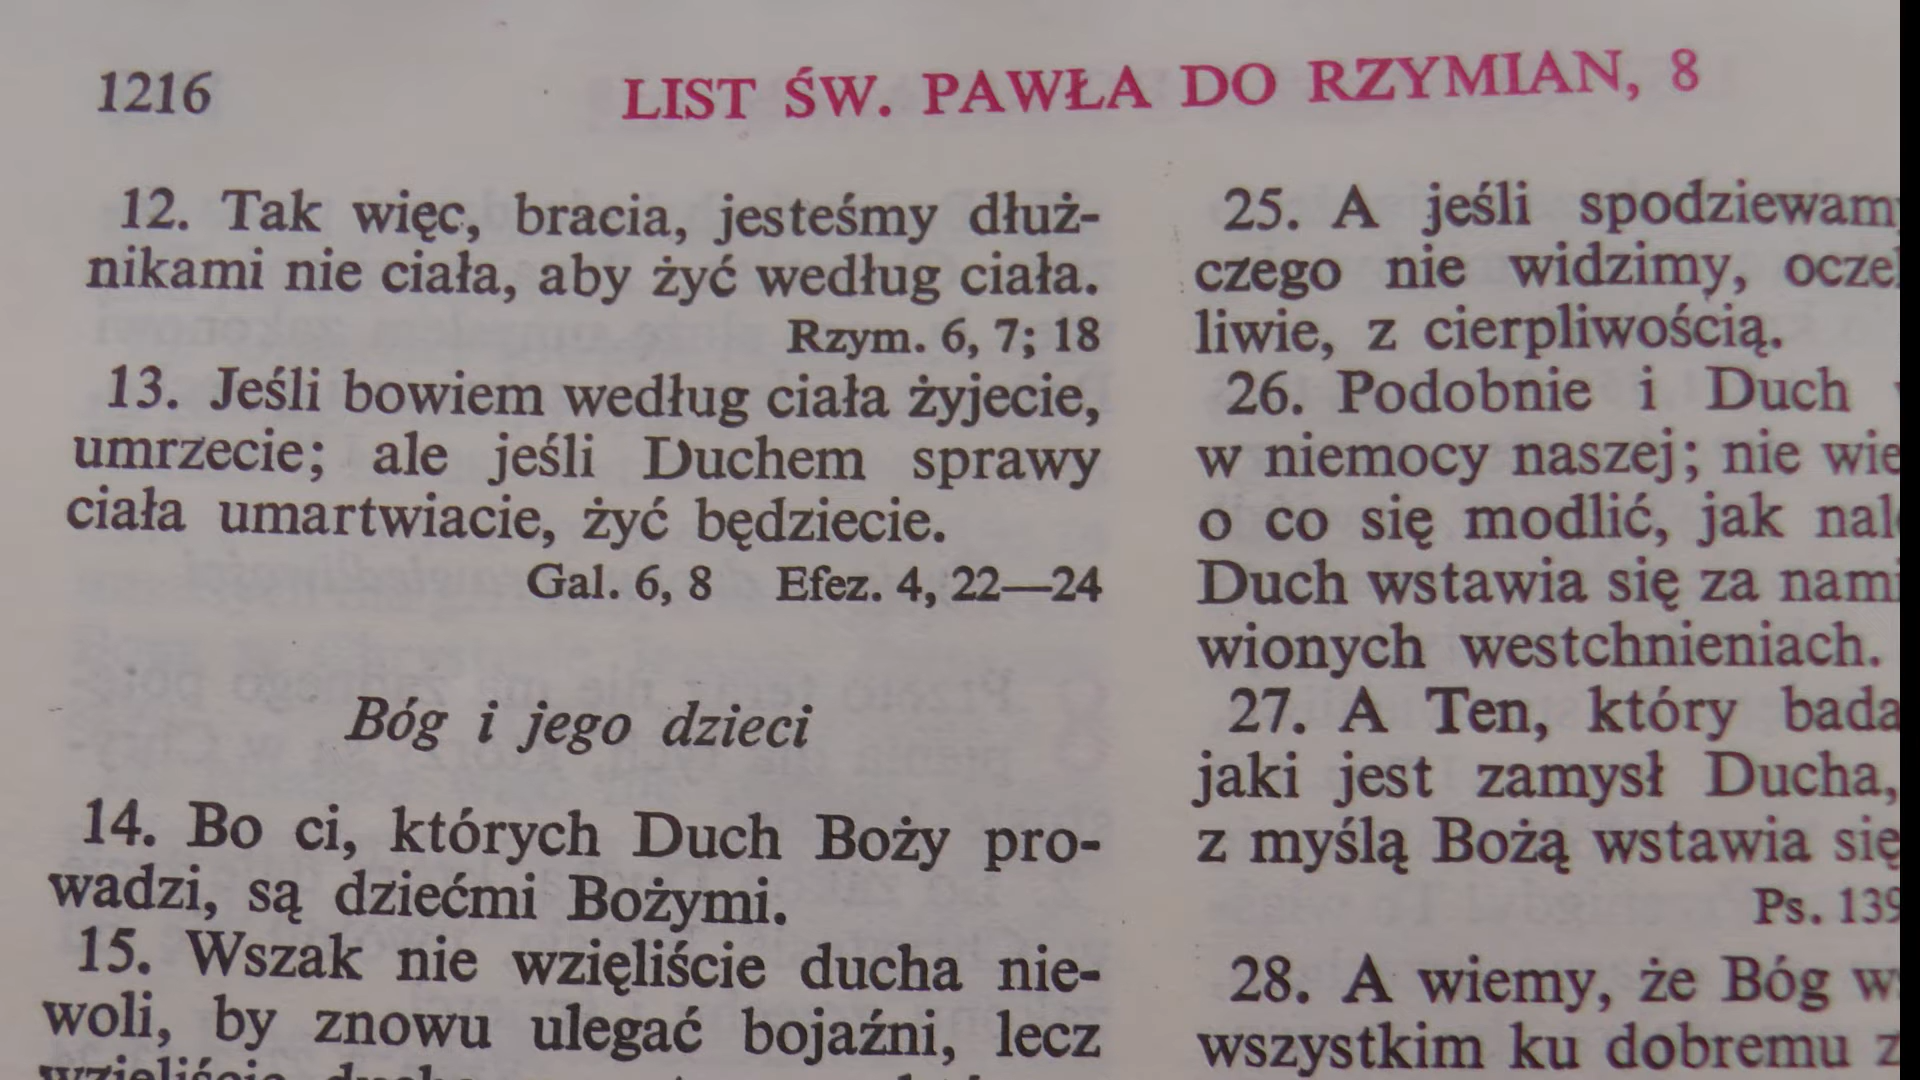 1216
LIST ŚW. PAWŁA DO RZYMIAN, 8
12. Tak więc, bracia, jesteśmy dłuż-
nikami nie ciała, aby żyć według ciała.
Rzym. 6, 7; 18
13. Jeśli bowiem według ciała żyjecie,
umrzecie; ale jeśli Duchem sprawy
ciała umartwiacie, żyć będziecie.
Gal. 6, 8 Efez. 4, 22—24
Bóg i jego dzieci
14. Bo ci, których Duch Boży pro-
wadzi, są dziećmi Bożymi.
15. Wszak nie wzięliście ducha nie-
woli, by znowu ulegać bojaźni, lecz
25. A jeśli
czego nie widzimy,
liwie, z cierpliwością.
26. Podobnie i Duch
w niemocy naszej; nie
o co się modlić, jak
Duch wstawia się za
wionych westchnieniach.
27. A Ten, który bada
jaki jest zamysł Ducha,
z myślą Bożą wstawia się
Ps. 139
28. A wiemy, że Bóg
wszystkim ku dobremu